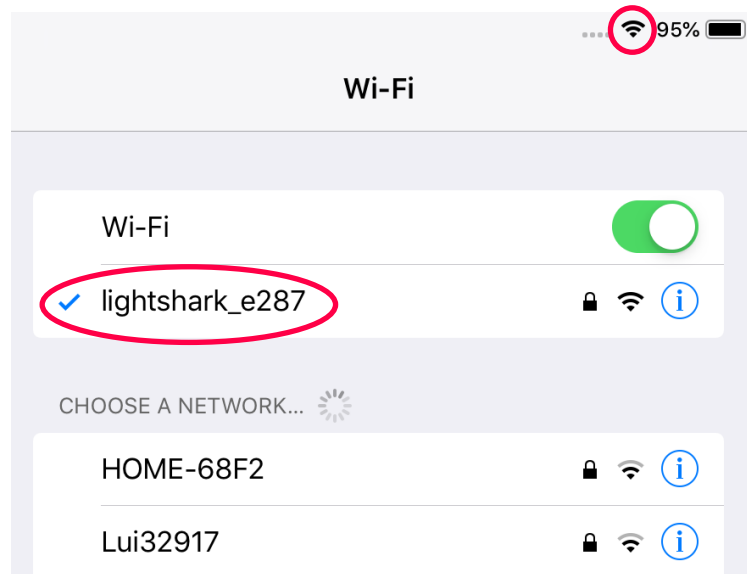 95%
Wi-Fi
Wi-Fi
lightshark_e287
CHOOSE A NETWORK...
HOME-68F2
Lui32917